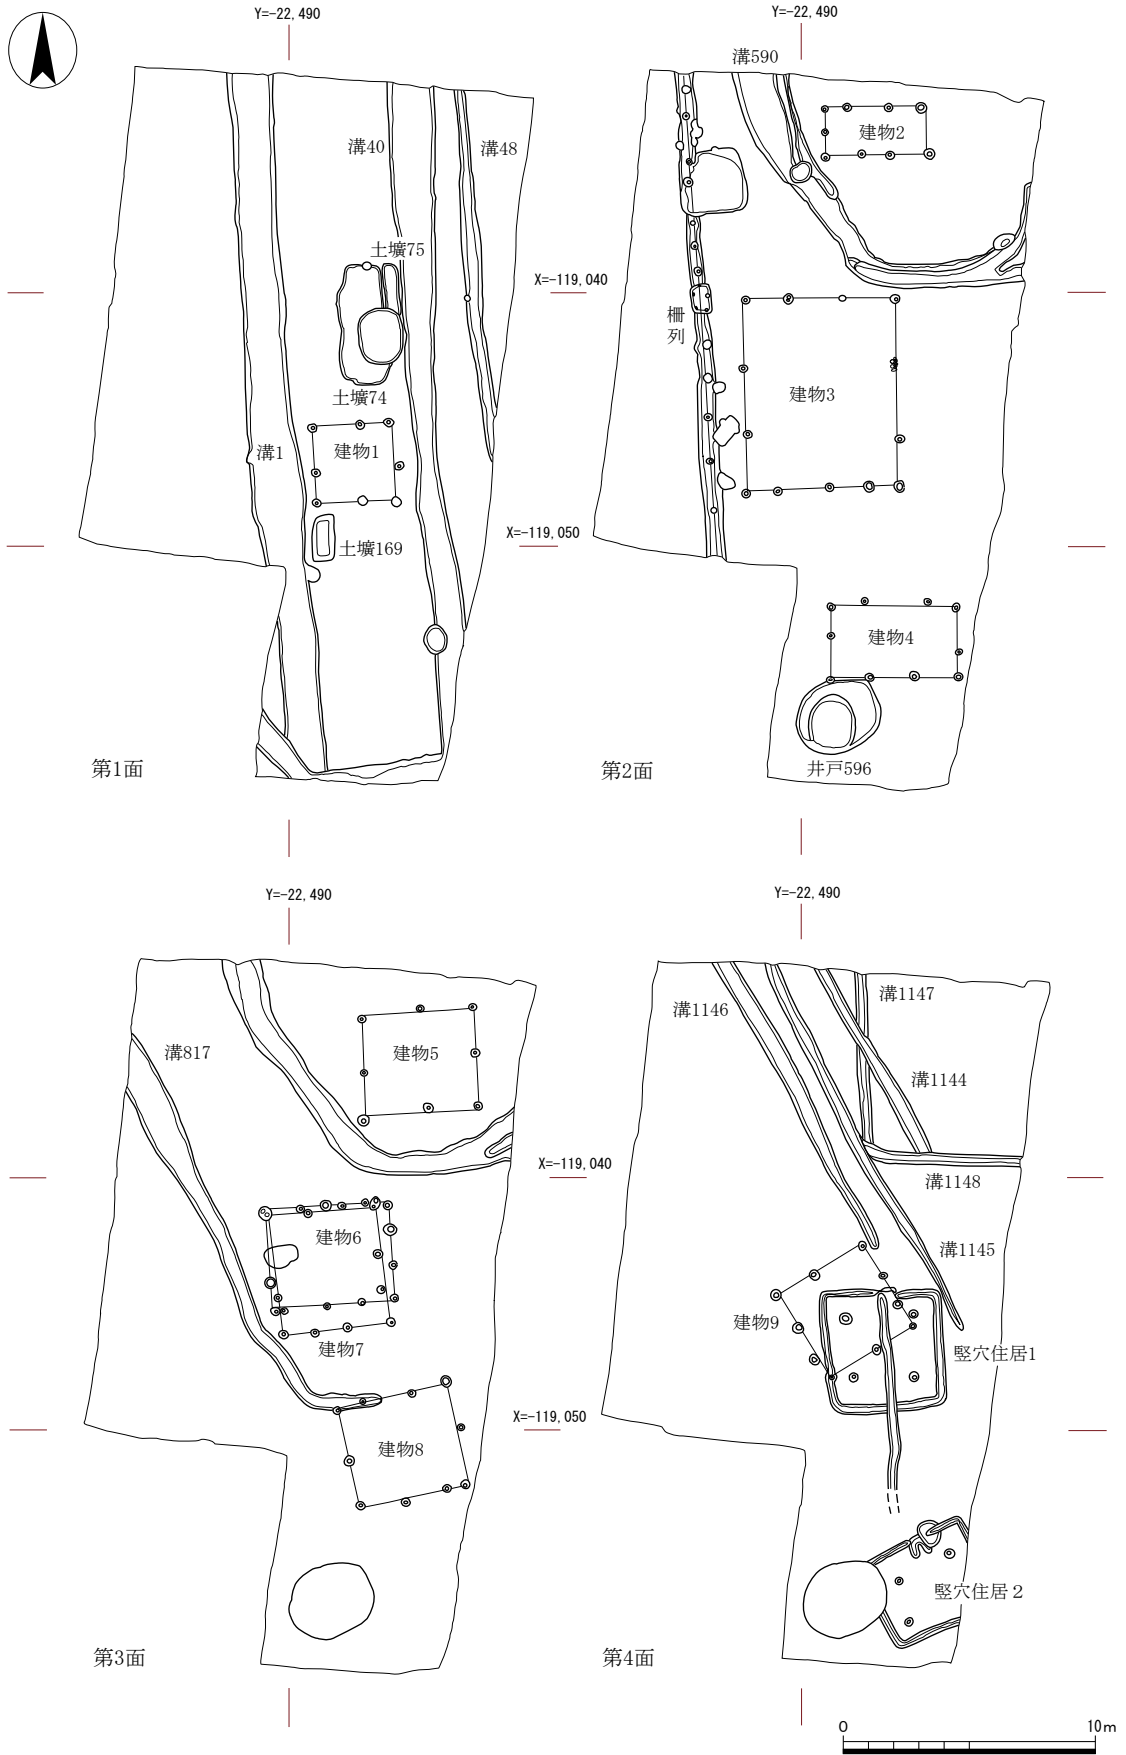 Y=-22,490
溝40
溝48
土壙75
X=-119,040
土壙74
溝1
建物1
土壙169
X=-119,050
第1面
Y=-22,490
溝590
建物2
柵
列
建物3
建物4
井戸596
第2面
Y=-22,490
溝817
建物5
X=-119,040
建物6
建物7
X=-119,050
建物8
第3面
Y=-22,490
溝1147
溝1146
溝1144
溝1148
溝1145
建物9
竪穴住居1
竪穴住居2
第4面
0 10m